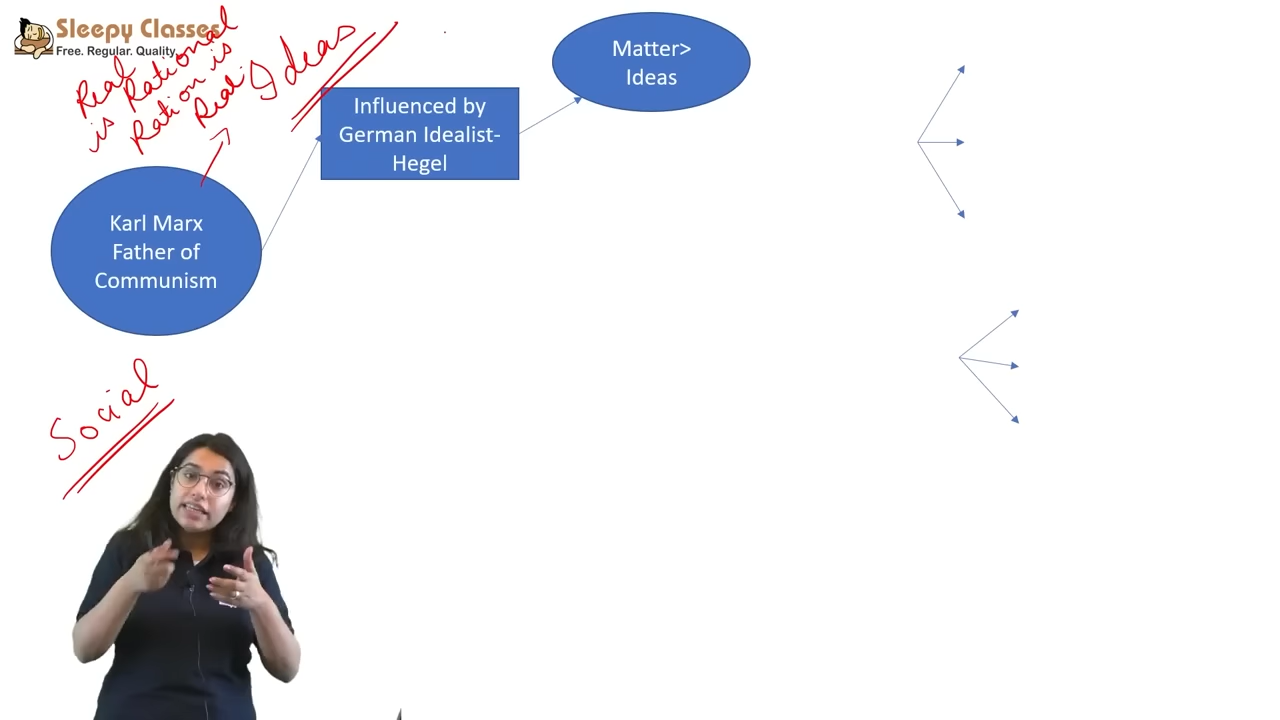 Sleepy Classes
Free. Regular. Quality.
Real
is Rational
Ration is
Real.
Ideas
Matter>
Ideas
Influenced by
German Idealist-
Hegel
Karl Marx
Father of
Communism
Social